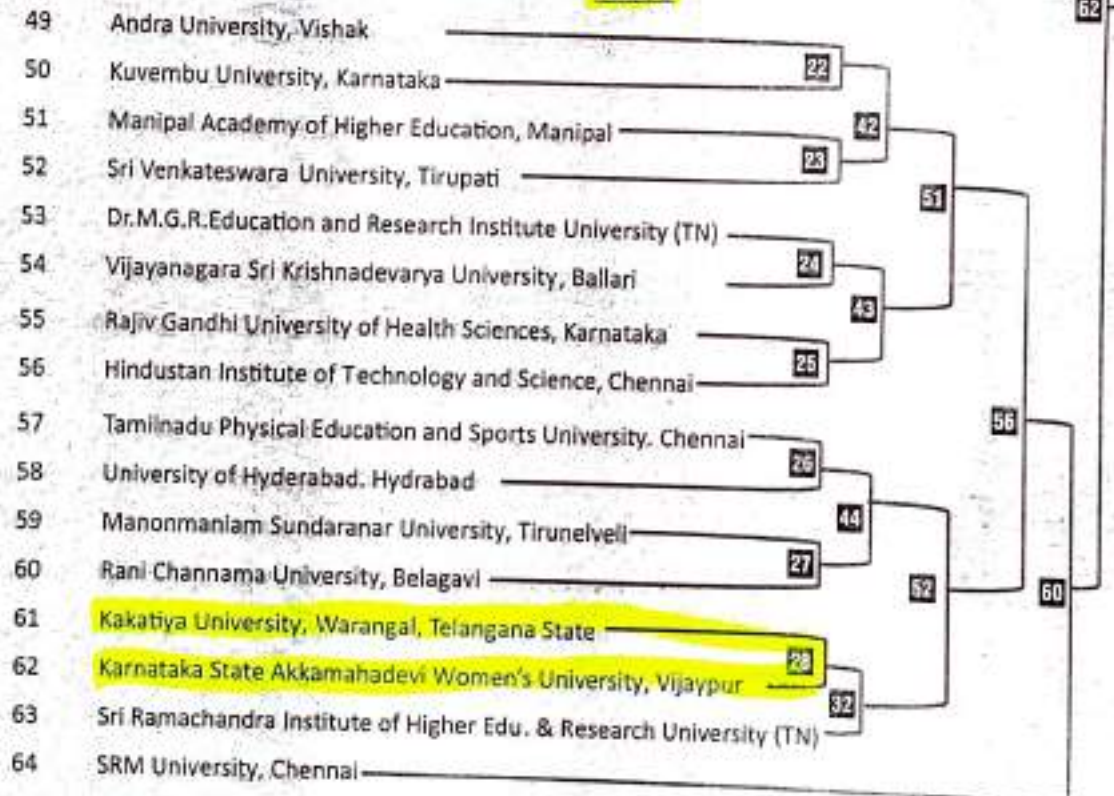 62
49 Andra University, Vishak
22
50 Kuvembu University, Karnataka
42
51 Manipal Academy of Higher Education, Manipal
23
52 Sri Venkateswara University, Tirupati
51
53 Dr.M.G.R.Education and Research Institute University (TN)
24
54 Vijayanagara Sri Krishnadevarya University, Ballari
43
55 Rajiv Gandhi University of Health Sciences, Karnataka
25
56 Hindustan Institute of Technology and Science, Chennai
56
57 Tamilnadu Physical Education and Sports University. Chennai
26
58 University of Hyderabad. Hydrabad
44
59 Manonmaniam Sundaranar University, Tirunelveli
27
60 Rani Channama University, Belagavi
52
60
61 Kakatiya University, Warangal, Telangana State
28
62 Karnataka State Akkamahadevi Women's University, Vijaypur
32
63 Sri Ramachandra Institute of Higher Edu. & Research University (TN)
64 SRM University, Chennai